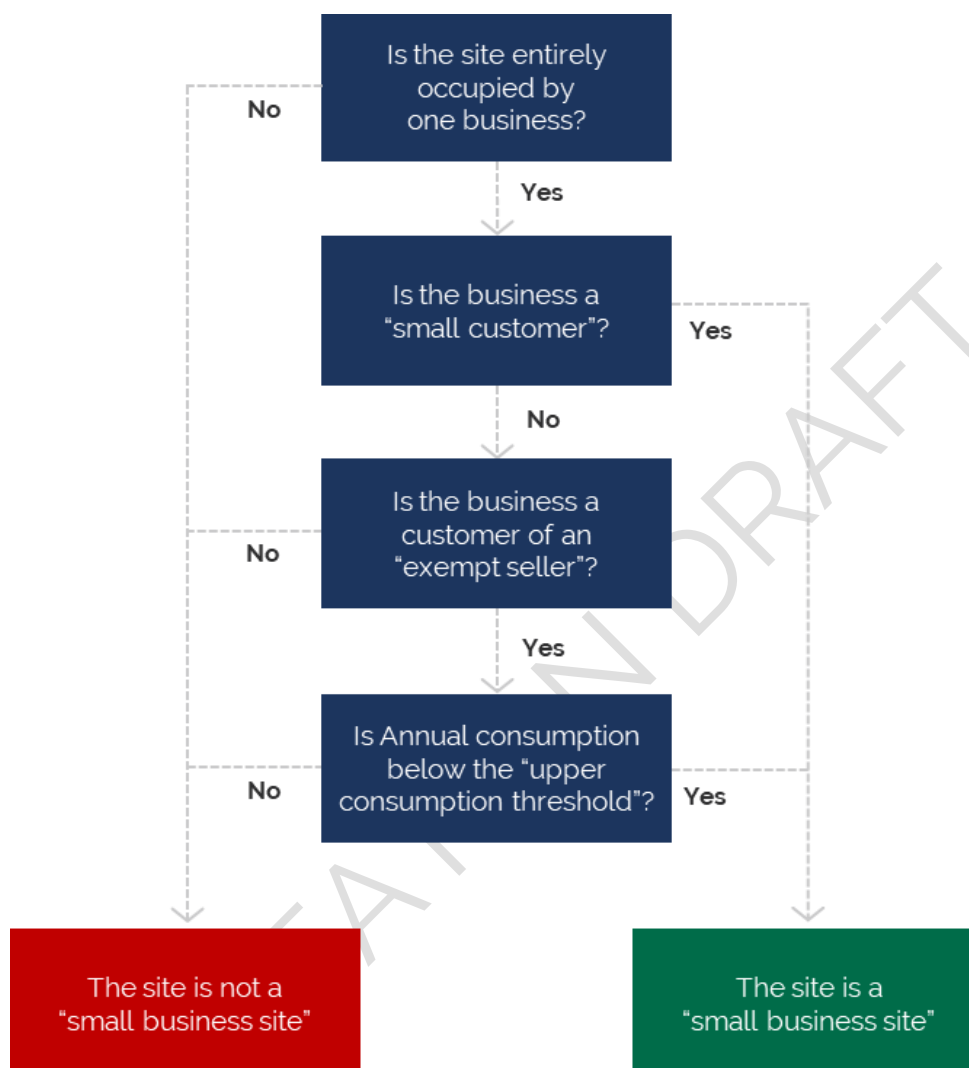 Is the site entirely
occupied by
one business?
No
Yes
Is the business a
“small customer”?
Yes
No
Is the business a
customer of an
“exempt seller”?
No
Yes
Is Annual consumption
below the “upper
consumption threshold”?
No
Yes
The site is not a
“small business site”
The site is a
“small business site”
DRAFT